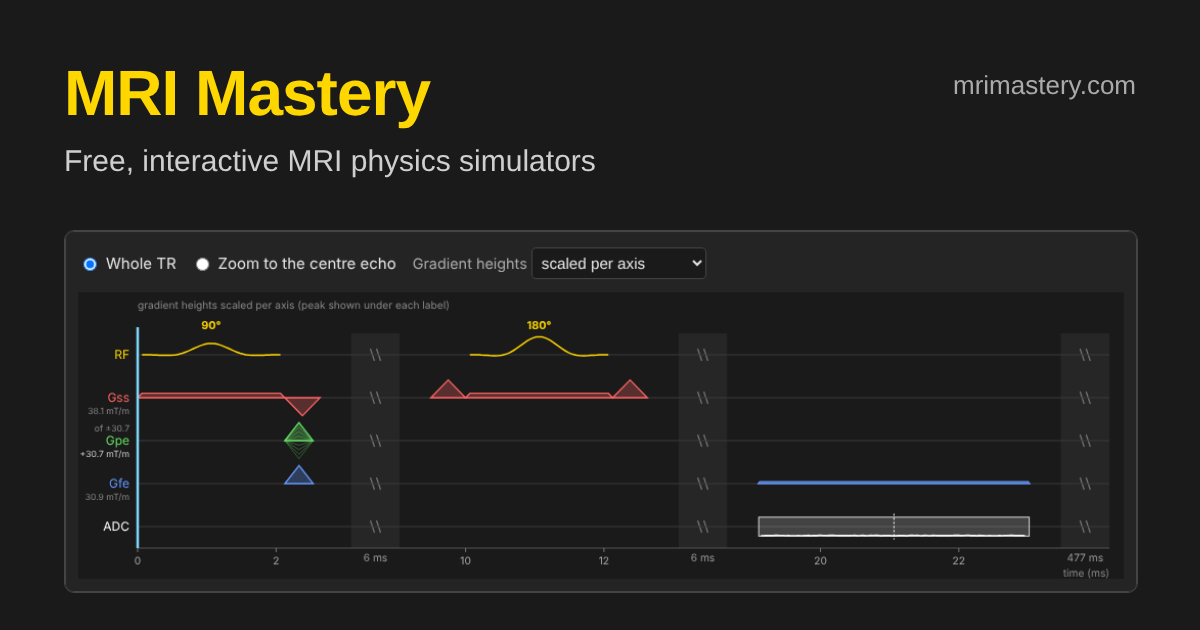 MRI Mastery
mrimastery.com
Free, interactive MRI physics simulators
Whole TR Zoom to the centre echo Gradient heights scaled per axis
gradient heights scaled per axis (peak shown under each label)
90° 180°
RF \\ \\ \\
Gss \\ \\ \\
38.1 mT/m
of +30.7
Gpe \\ \\ \\
+30.7 mT/m
Gfe \\ \\ \\
30.9 mT/m
ADC \\ \\ \\
0 2 6 ms 10 12 6 ms 20 22 477 ms
time (ms)